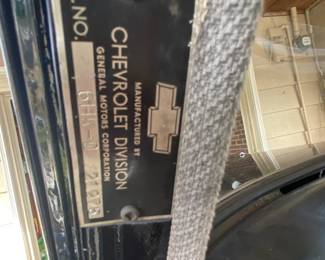 MANUFACTURED BY
CHEVROLET DIVISION
GENERAL MOTORS CORPORATION
NO.